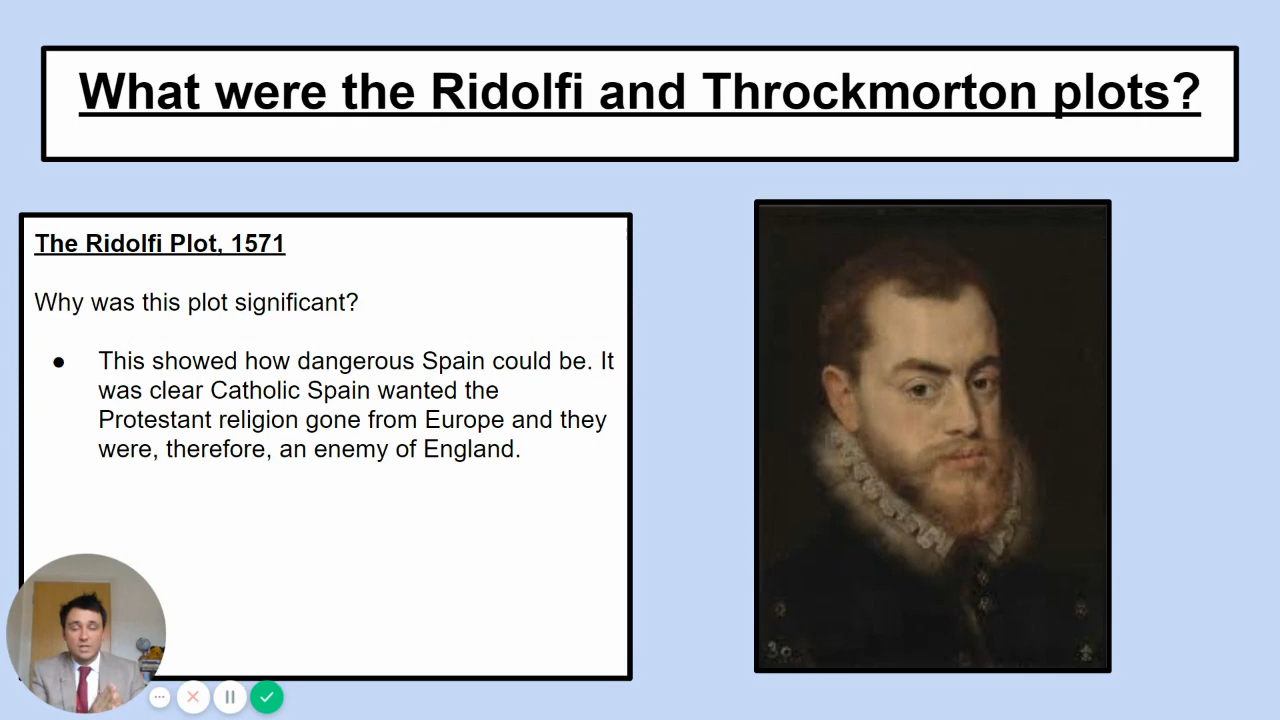 What were the Ridolfi and Throckmorton plots?
The Ridolfi Plot, 1571
Why was this plot significant?
● This showed how dangerous Spain could be. It
was clear Catholic Spain wanted the
Protestant religion gone from Europe and they
were, therefore, an enemy of England.